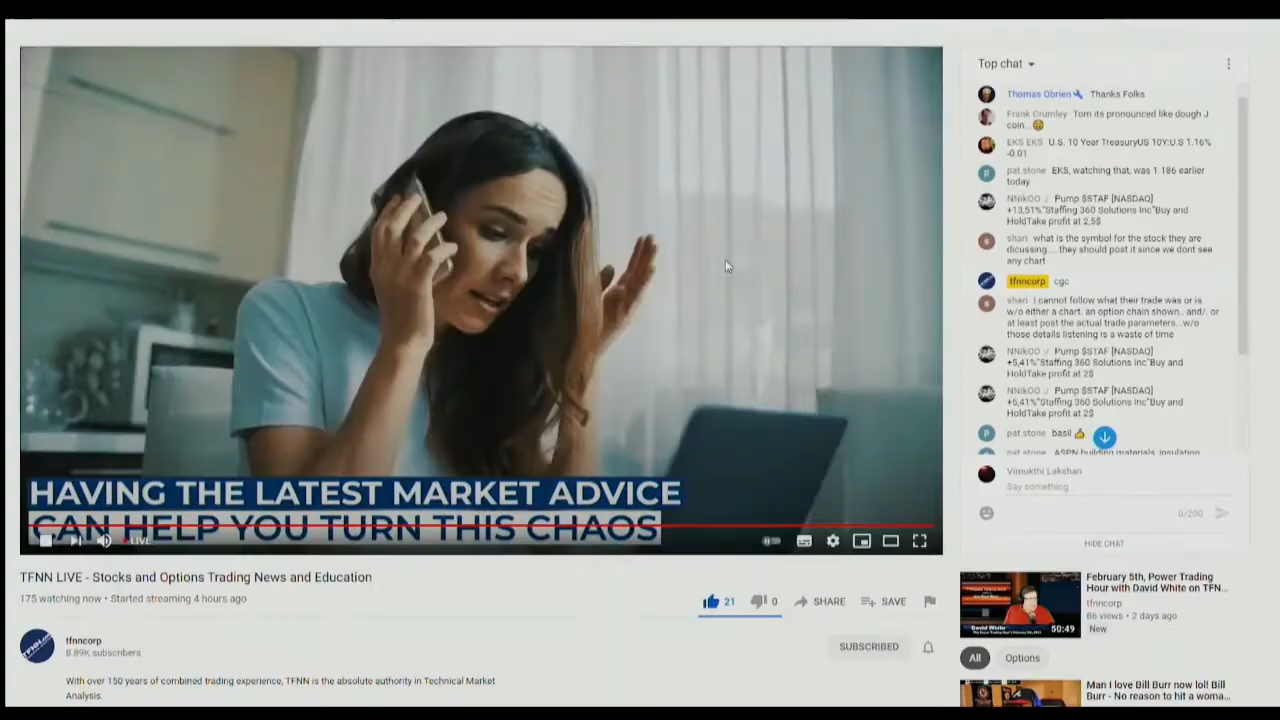 HAVING THE LATEST MARKET ADVICE
CAN HELP YOU TURN THIS CHAOS
LIVE
TFNN LIVE - Stocks and Options Trading News and Education
175 watching now • Started streaming 4 hours ago
21
0
SHARE
SAVE
tfnncorp
8.89K subscribers
SUBSCRIBED
With over 150 years of combined trading experience, TFNN is the absolute authority in Technical Market
Analysis.
Top chat
Thomas Obrien Thanks Folks
Frank Crumley Tom its pronounced like dough J
coin...
EKS EKS U.S. 10 Year TreasuryUS 10Y:U.S 1.16%
-0.01
pat stone EKS, watching that, was 1.186 earlier
today
NNikOO :/ Pump $STAF [NASDAQ]
+13,51%"Staffing 360 Solutions Inc"Buy and
HoldTake profit at 2,5$
shari what is the symbol for the stock they are
dicussing.... they should post it since we dont see
any chart
tfnncorp cgc
shari I cannot follow what their trade was or is
w/o either a chart. an option chain shown.. and/. or
at least post the actual trade parameters...w/o
those details listening is a waste of time
NNikOO :/ Pump $STAF [NASDAQ]
+5,41%"Staffing 360 Solutions Inc"Buy and
HoldTake profit at 2$
NNikOO :/ Pump $STAF [NASDAQ]
+5,41%"Staffing 360 Solutions Inc"Buy and
HoldTake profit at 2$
pat stone basil
pat stone ASPN building materials, insulation
Vimukthi Lakshan
Say something...
0/200
HIDE CHAT
February 5th, Power Trading
Hour with David White on TFN...
tfnncorp
86 views • 2 days ago
New
David White
50:49
All
Options
Man I love Bill Burr now lol! Bill
Burr - No reason to hit a woma...